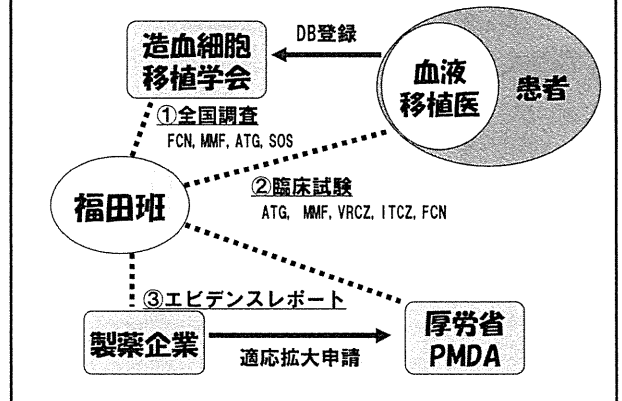 造血細胞
移植学会
DB登録
血液
移植医
患者
①全国調査
FCN, MMF, ATG, SOS
福田班
②臨床試験
ATG, MMF, VRCZ, ITCZ, FCN
③エビデンスレポート
製薬企業
適応拡大申請
厚労省
PMDA